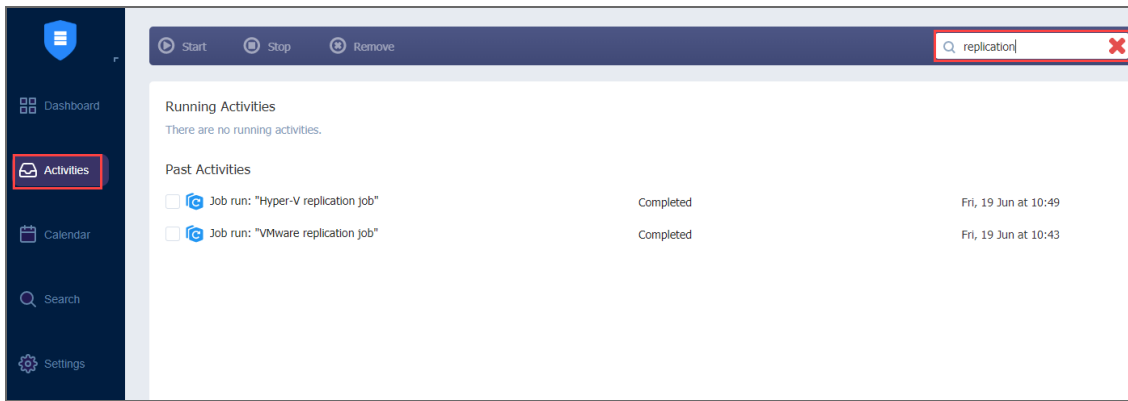 Start Stop Remove replication
Dashboard
Activities
Calendar
Search
Settings
Running Activities
There are no running activities.
Past Activities
Job run: "Hyper-V replication job" Completed Fri, 19 Jun at 10:49
Job run: "VMware replication job" Completed Fri, 19 Jun at 10:43